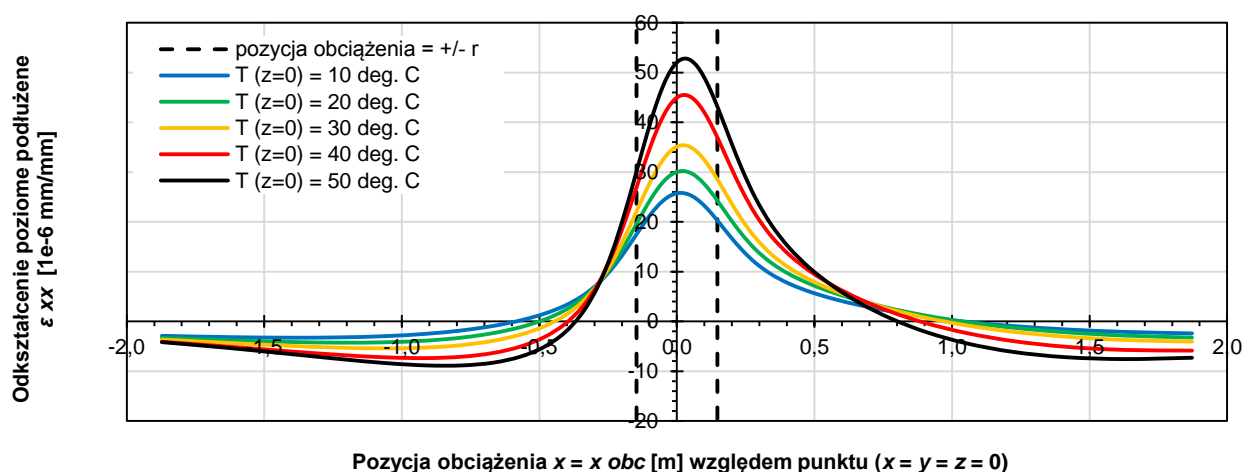 Odkształcenie poziome podłużene
ε xx [1e-6 mm/mm]
60
50
40
30
20
10
0
-10
-20
-2,0
-1,5
-1,0
-0,5
0,0
0,5
1,0
1,5
2,0
pozycja obciążenia = +/- r
T (z=0) = 10 deg. C
T (z=0) = 20 deg. C
T (z=0) = 30 deg. C
T (z=0) = 40 deg. C
T (z=0) = 50 deg. C
Pozycja obciążenia x = x obc [m] względem punktu (x = y = z = 0)